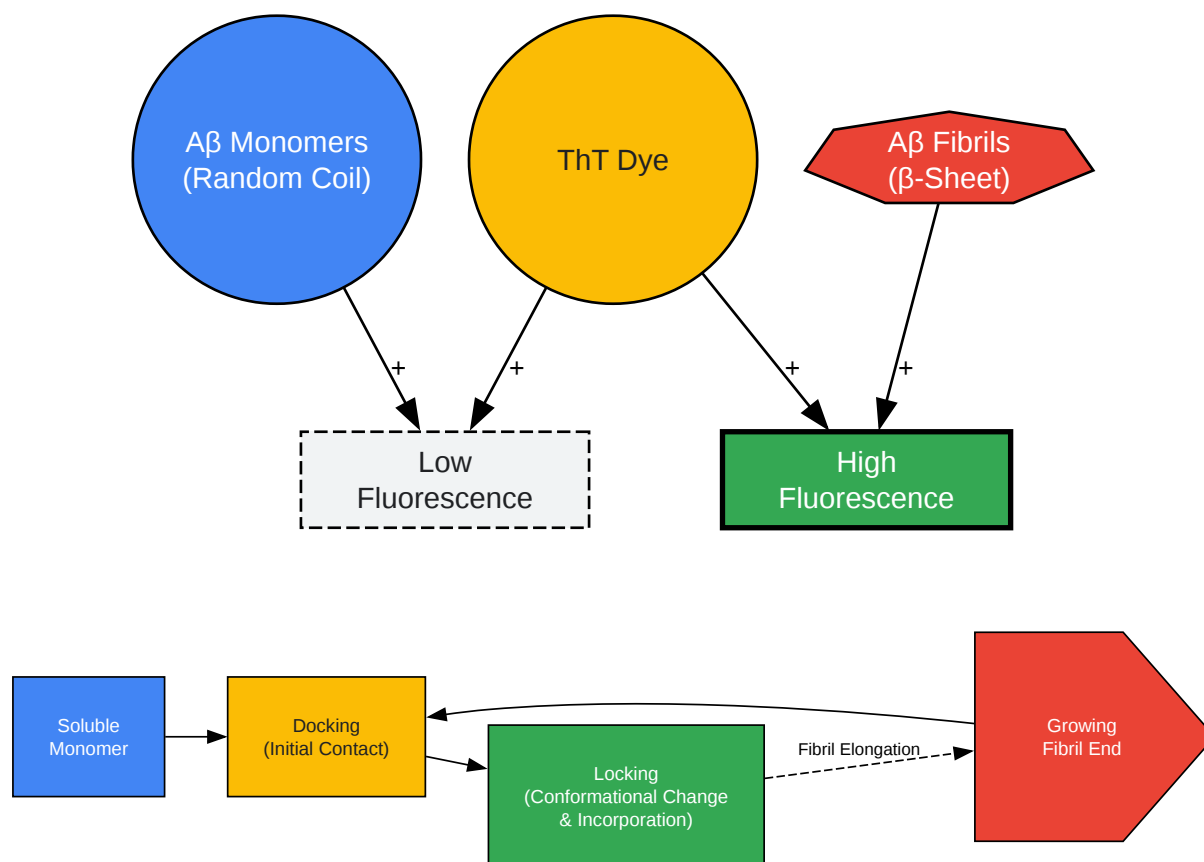 Aβ Monomers
(Random Coil)
ThT Dye
Aβ Fibrils
(β-Sheet)
+
+
+
+
Low
Fluorescence
High
Fluorescence
Soluble
Monomer
Docking
(Initial Contact)
Locking
(Conformational Change
& Incorporation)
Fibril Elongation
Growing
Fibril End